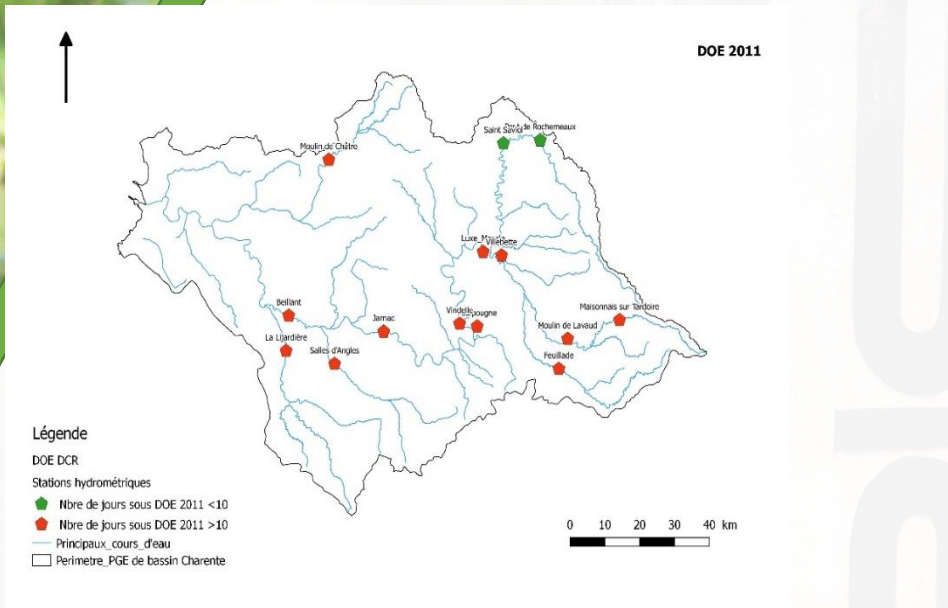 DOE 2011
Saint Saviol
de Rochemeaux
Moulin de Châtre
Villebette
Maisonnais sur Tardoire
Beillant
Jarnac
Vindelle
Moulin de Lavaud
La Lijardière
Salles d'Angles
Feuillade
Légende
DOE DCR
Stations hydrométriques
Nbre de jours sous DOE 2011 <10
Nbre de jours sous DOE 2011 >10
Principaux_cours_d'eau
Perimetre_PGE de bassin Charente
0 10 20 30 40 km